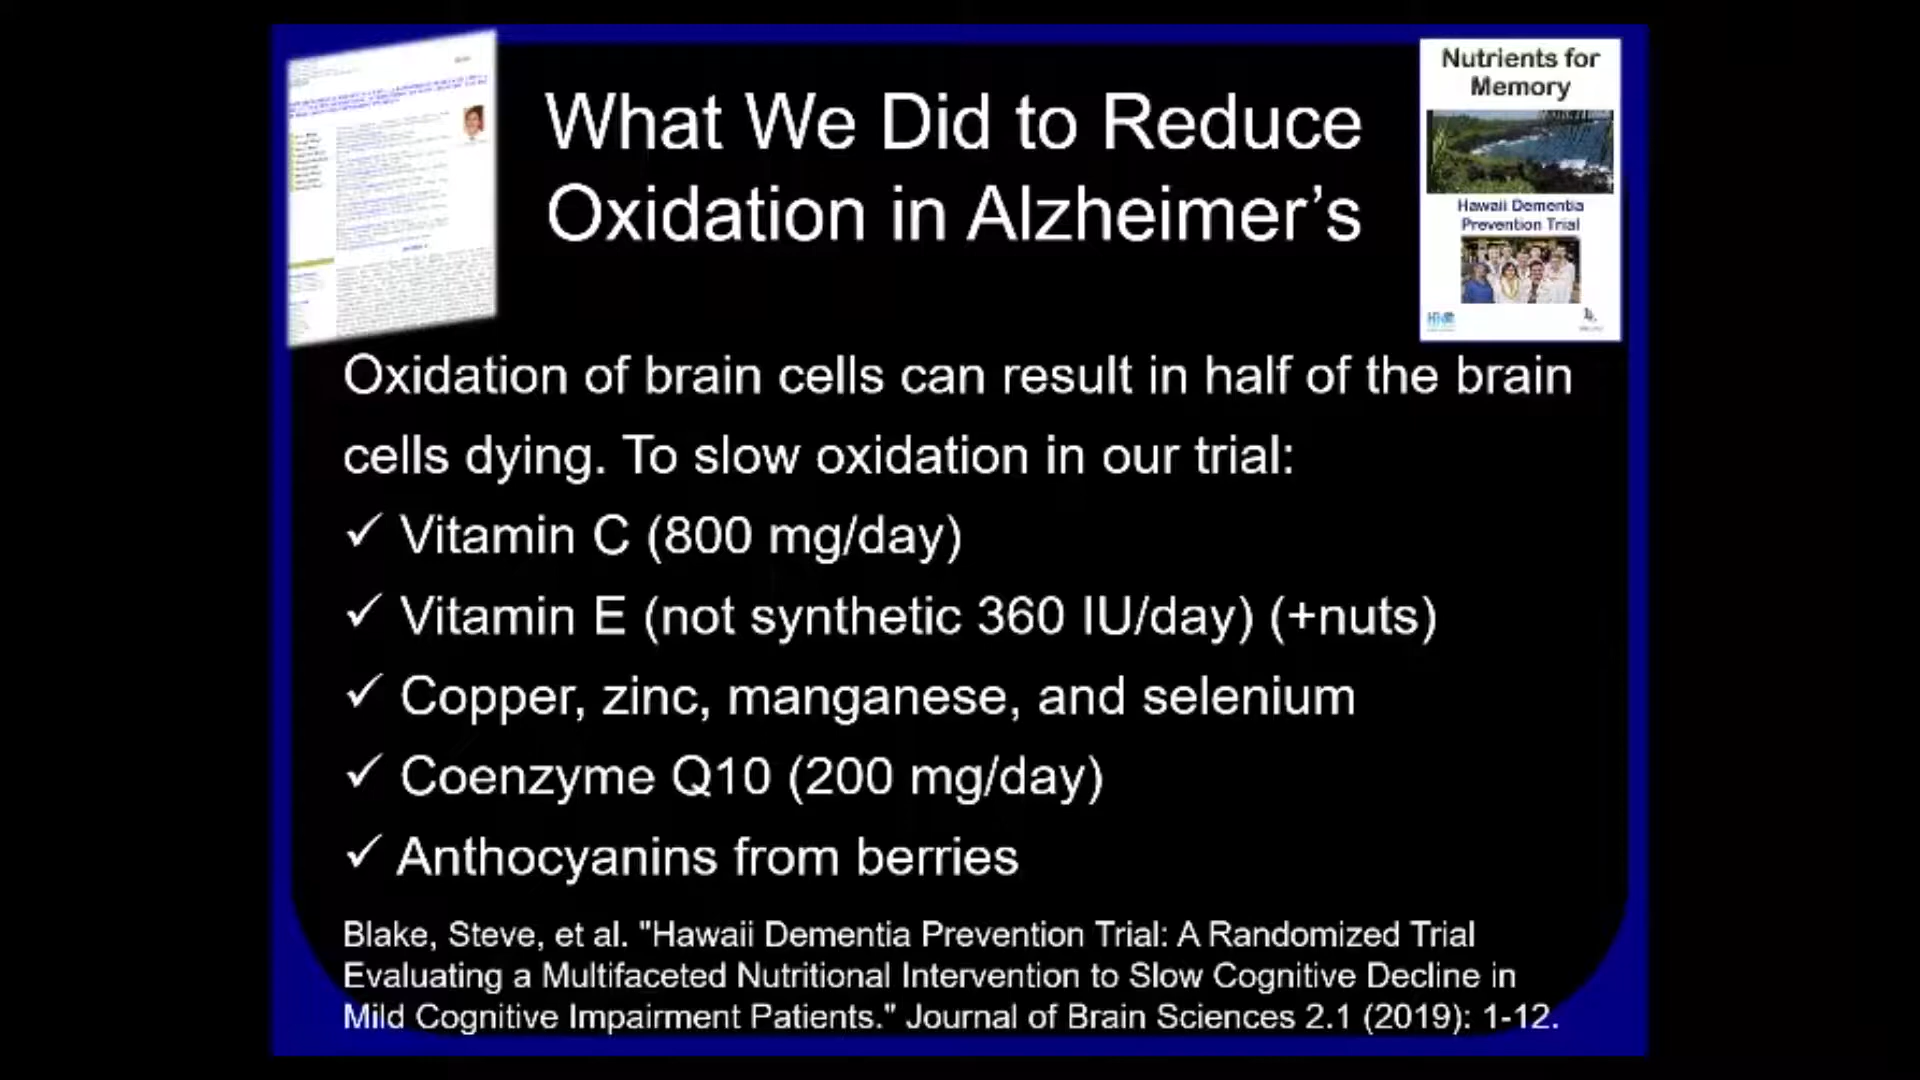 What We Did to Reduce
Oxidation in Alzheimer's
Nutrients for
Memory
Hawaii Dementia
Prevention Trial
Oxidation of brain cells can result in half of the brain
cells dying. To slow oxidation in our trial:
✓ Vitamin C (800 mg/day)
✓ Vitamin E (not synthetic 360 IU/day) (+nuts)
✓ Copper, zinc, manganese, and selenium
✓ Coenzyme Q10 (200 mg/day)
✓ Anthocyanins from berries
Blake, Steve, et al. "Hawaii Dementia Prevention Trial: A Randomized Trial
Evaluating a Multifaceted Nutritional Intervention to Slow Cognitive Decline in
Mild Cognitive Impairment Patients." Journal of Brain Sciences 2.1 (2019): 1-12.